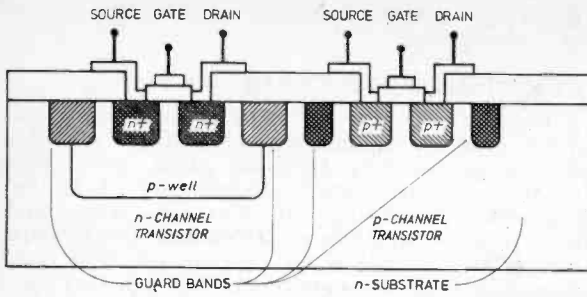 SOURCE GATE DRAIN SOURCE GATE DRAIN
n+ n+ p+ p+
p-well
n-CHANNEL
TRANSISTOR
p-CHANNEL
TRANSISTOR
GUARD BANDS n-SUBSTRATE